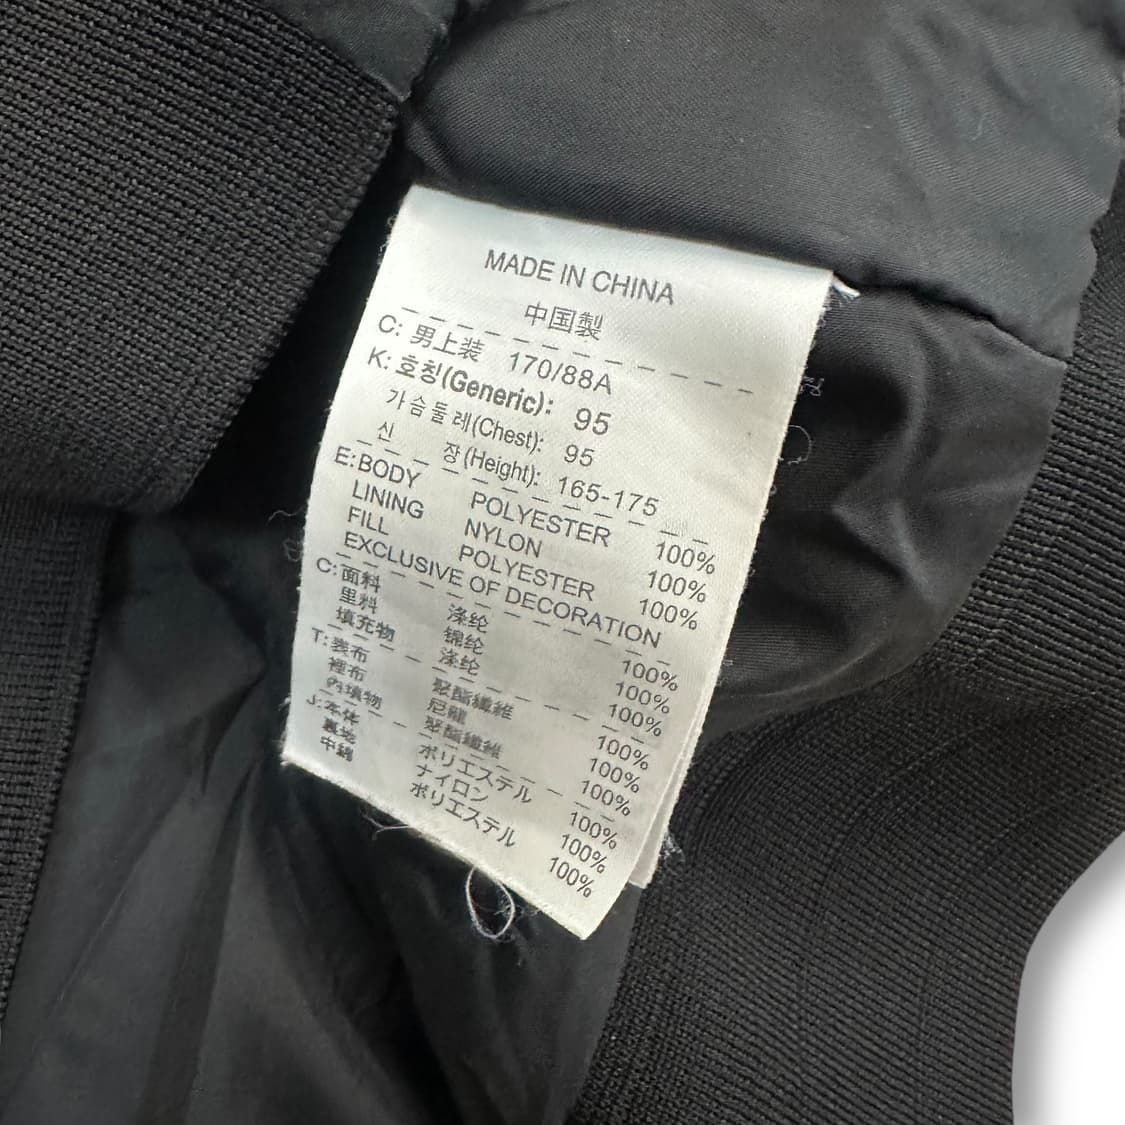 MADE IN CHINA
中国製
C: 男上装 170/88A
K: 호칭(Generic): 95
가슴둘레(Chest): 95
신 장(Height): 165-175
E: BODY POLYESTER 100%
LINING NYLON 100%
FILL POLYESTER 100%
EXCLUSIVE OF DECORATION
C: 面料 涤纶 100%
里料 锦纶 100%
填充物 涤纶 100%
T: 表布 聚酯纖維 100%
裡布 尼龍 100%
內填物 聚酯纖維 100%
J: 本体 ポリエステル 100%
裏地 ナイロン 100%
中綿 ポリエステル 100%